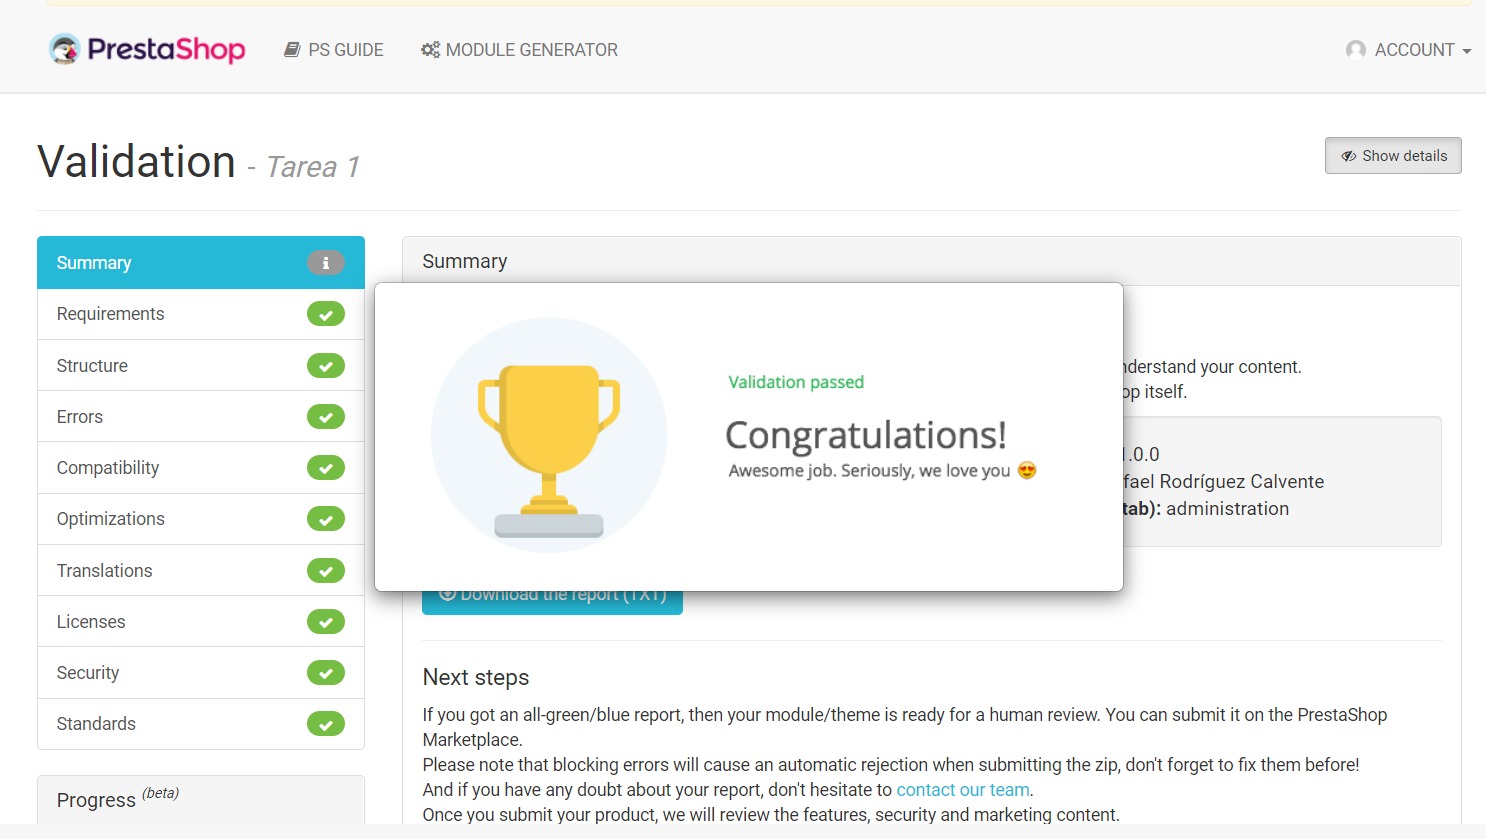 PrestaShop PS GUIDE MODULE GENERATOR ACCOUNT
Validation - Tarea 1
Show details
Summary
Requirements
Structure
Errors
Compatibility
Optimizations
Translations
Licenses
Security
Standards
Progress (beta)
Summary
Validation passed
Congratulations!
Awesome job. Seriously, we love you 😍
your content.
itself.
Rodríguez Calvente
administration
Download the report (TXT)
Next steps
If you got an all-green/blue report, then your module/theme is ready for a human review. You can submit it on the PrestaShop
Marketplace.
Please note that blocking errors will cause an automatic rejection when submitting the zip, don't forget to fix them before!
And if you have any doubt about your report, don't hesitate to contact our team.
Once you submit your product, we will review the features, security and marketing content.